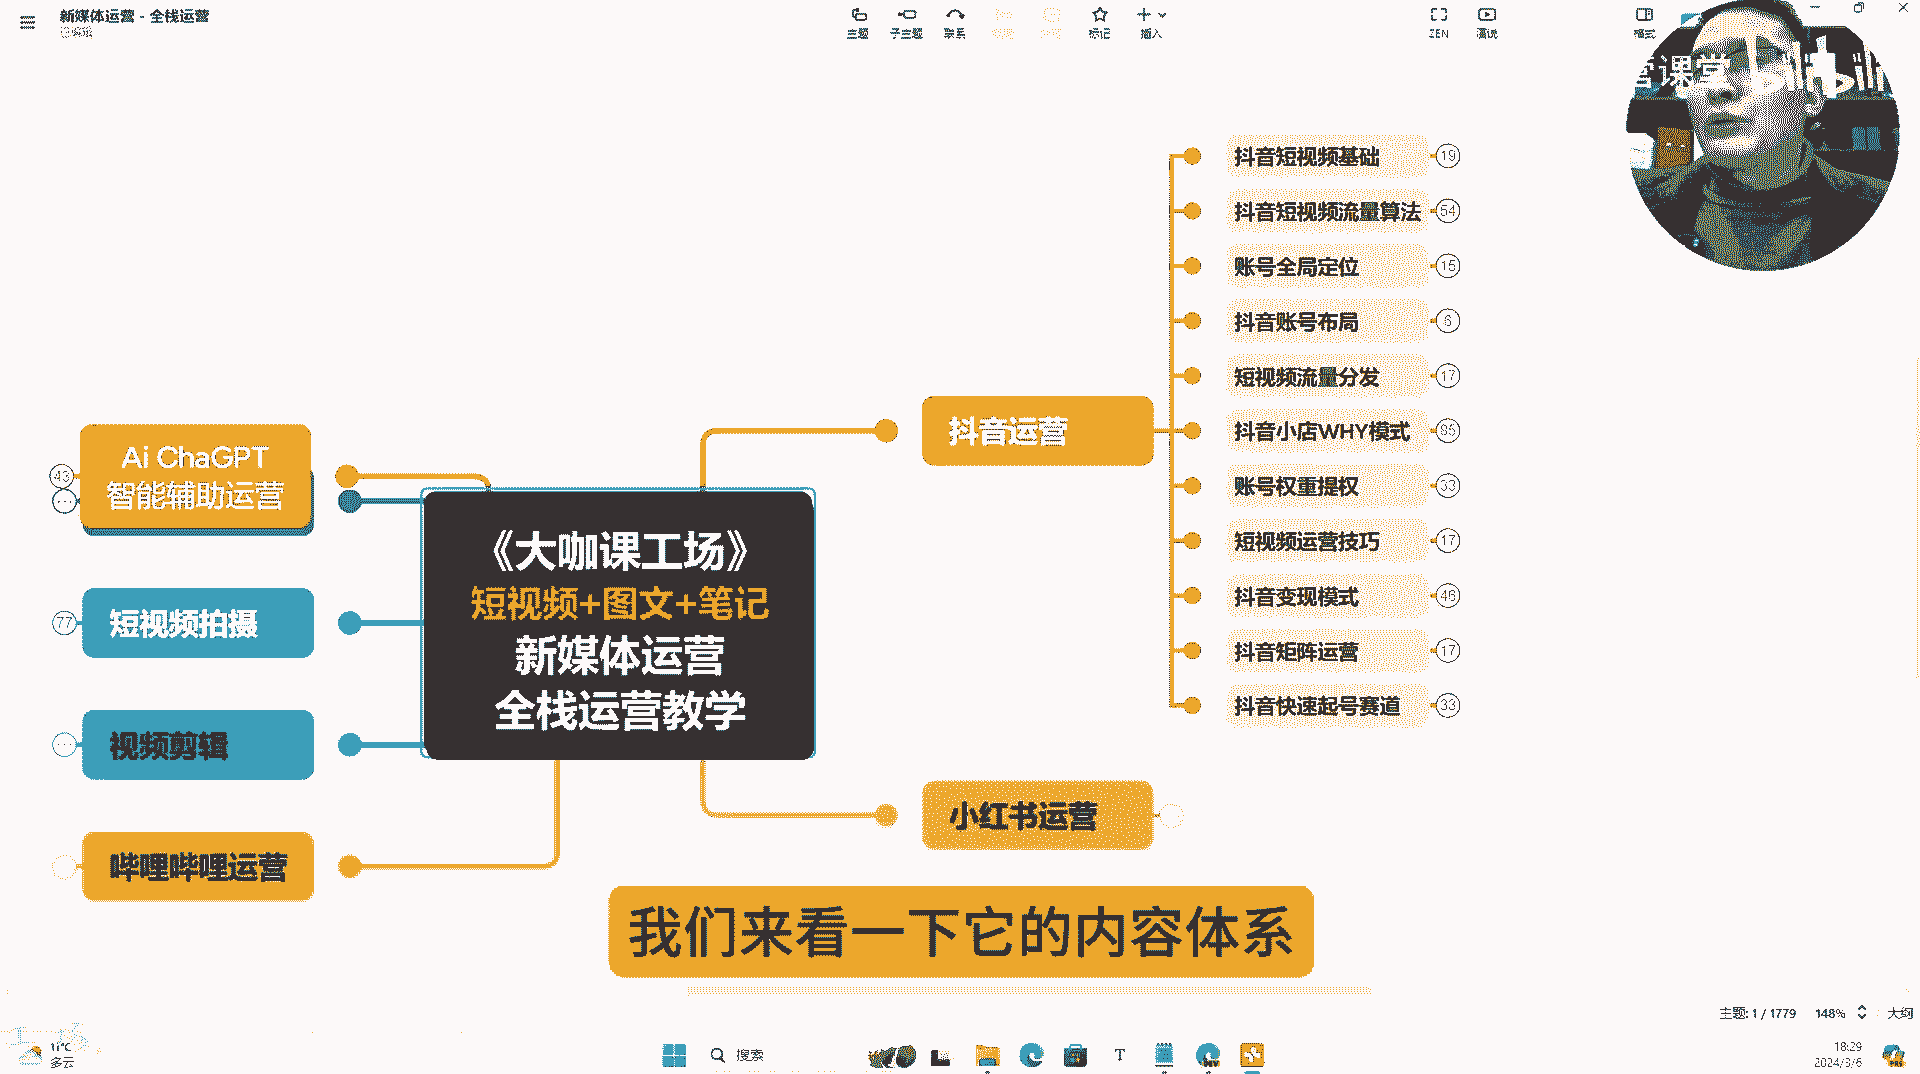 新媒体运营 - 全栈运营
已编辑
主题
子主题
联系
标记
插入
ZEN
演说
格式
课堂
抖音短视频基础
19
抖音短视频流量算法
54
账号全局定位
15
抖音账号布局
6
短视频流量分发
17
抖音运营
抖音小店WHY模式
85
账号权重提权
33
短视频运营技巧
17
抖音变现模式
46
抖音矩阵运营
17
抖音快速起号赛道
33
Ai ChaGPT
智能辅助运营
43
《大咖课工场》
短视频+图文+笔记
新媒体运营
全栈运营教学
77
短视频拍摄
视频剪辑
哔哩哔哩运营
小红书运营
我们来看一下它的内容体系
主题: 1 / 1779
148%
大纲
11°C
多云
搜索
18:29